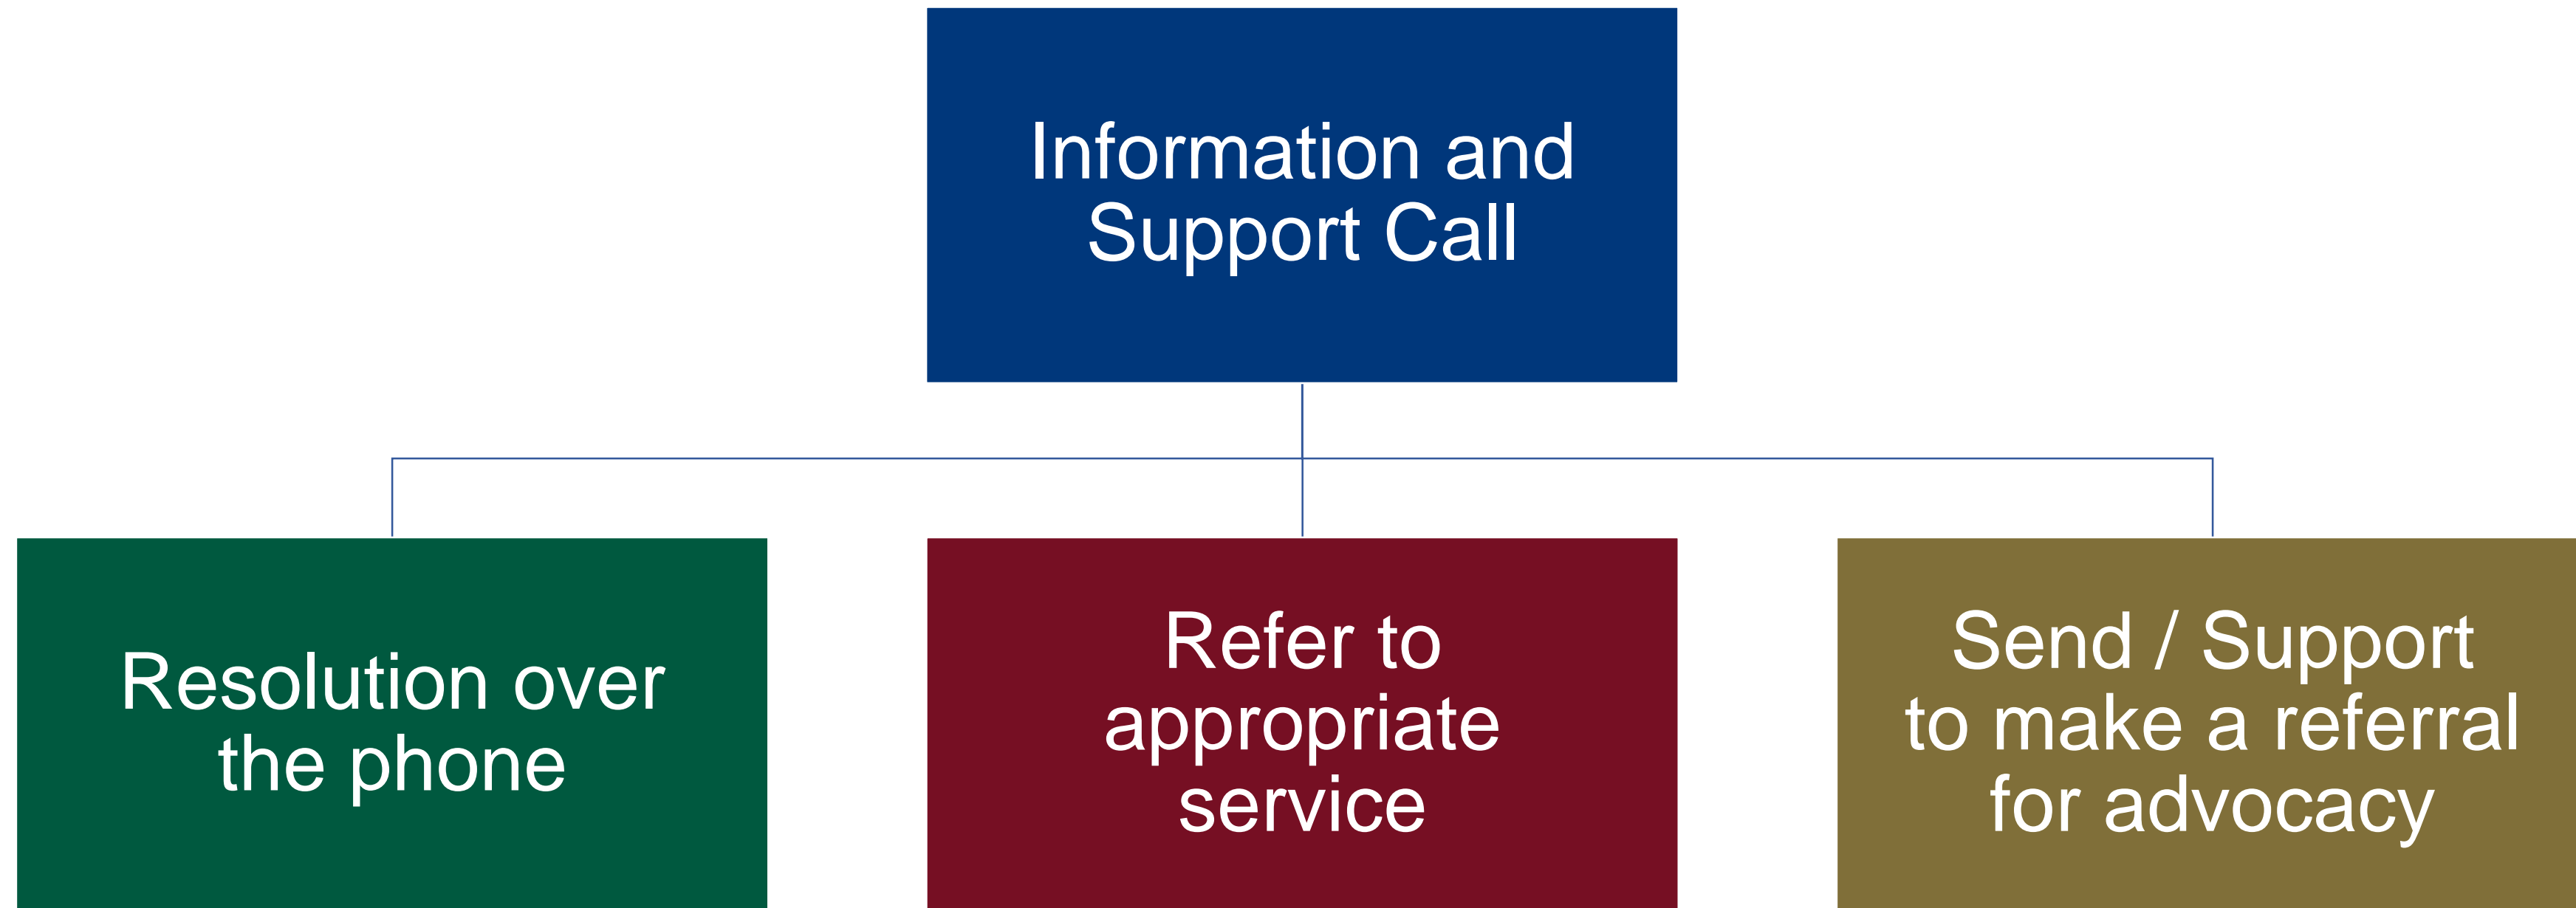 Information and
Support Call
Resolution over
the phone
Refer to
appropriate
service
Send / Support
to make a referral
for advocacy